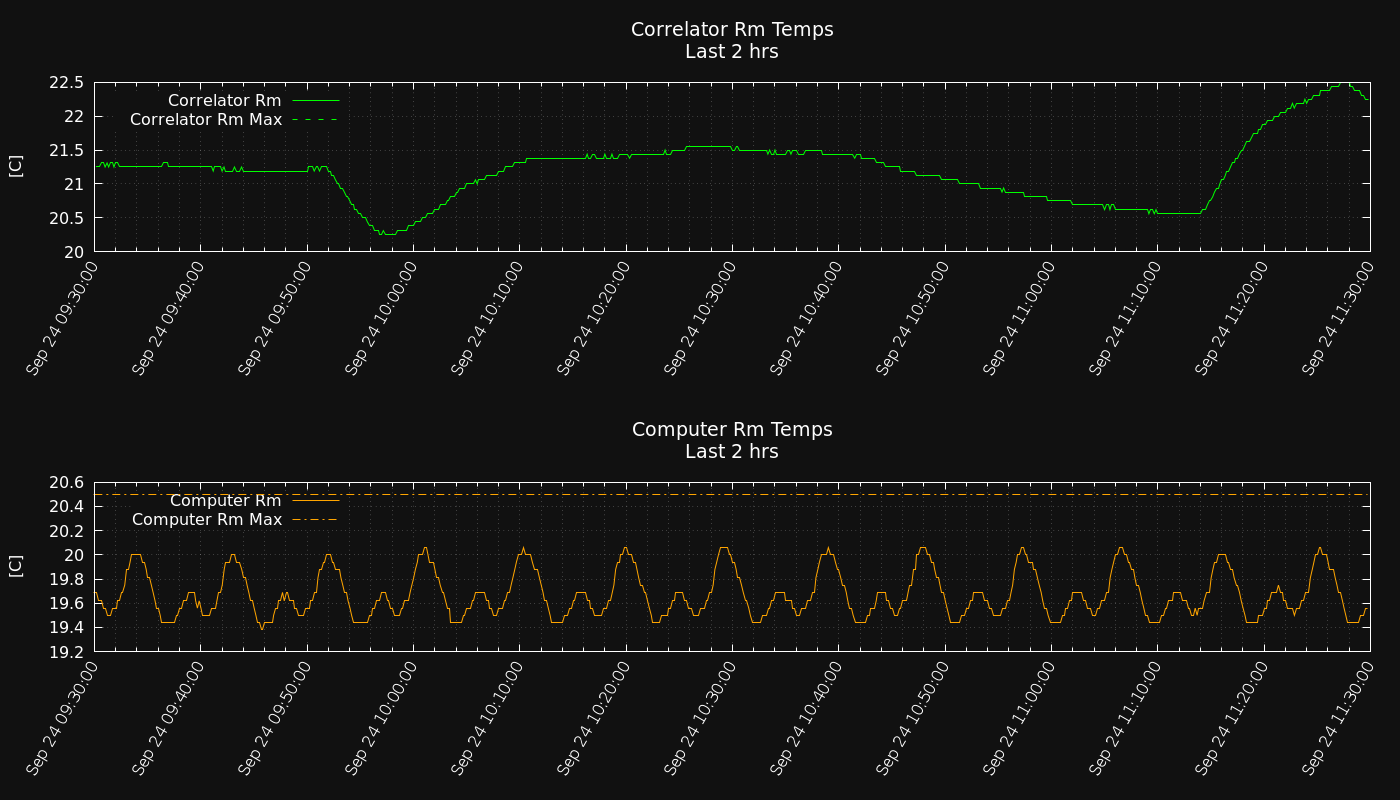 Correlator Rm Temps
Last 2 hrs
22.5
22
21.5
21
20.5
20
[C]
Correlator Rm
Correlator Rm Max
Sep 24 09:30:00
Sep 24 09:40:00
Sep 24 09:50:00
Sep 24 10:00:00
Sep 24 10:10:00
Sep 24 10:20:00
Sep 24 10:30:00
Sep 24 10:40:00
Sep 24 10:50:00
Sep 24 11:00:00
Sep 24 11:10:00
Sep 24 11:20:00
Sep 24 11:30:00
Computer Rm Temps
Last 2 hrs
20.6
20.4
20.2
20
19.8
19.6
19.4
19.2
[C]
Computer Rm
Computer Rm Max
Sep 24 09:30:00
Sep 24 09:40:00
Sep 24 09:50:00
Sep 24 10:00:00
Sep 24 10:10:00
Sep 24 10:20:00
Sep 24 10:30:00
Sep 24 10:40:00
Sep 24 10:50:00
Sep 24 11:00:00
Sep 24 11:10:00
Sep 24 11:20:00
Sep 24 11:30:00